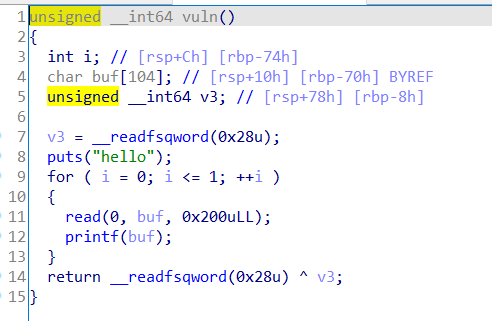 1 unsigned __int64 vuln()
2 {
3 int i; // [rsp+Ch] [rbp-74h]
4 char buf[104]; // [rsp+10h] [rbp-70h] BYREF
5 unsigned __int64 v3; // [rsp+78h] [rbp-8h]
6
7 v3 = __readfsqword(0x28u);
8 puts("hello");
9 for ( i = 0; i <= 1; ++i )
10 {
11 read(0, buf, 0x200uLL);
12 printf(buf);
13 }
14 return __readfsqword(0x28u) ^ v3;
15 }